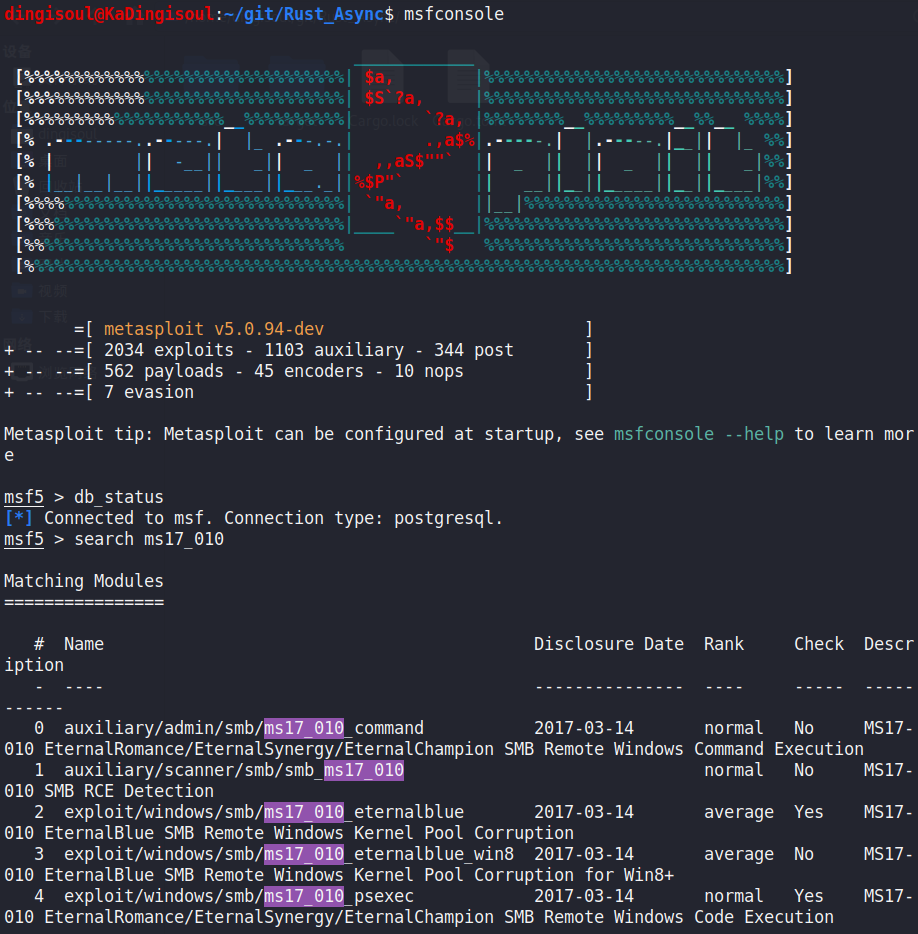 dingisoul@KaDingisoul:~/git/Rust_Async$ msfconsole
$a,
$S`?a,
`?a,
.,a$%
,,aS$""`
%$P"`
`"a,
`"a,$$
`"$
=[ metasploit v5.0.94-dev ]
+ -- --=[ 2034 exploits - 1103 auxiliary - 344 post ]
+ -- --=[ 562 payloads - 45 encoders - 10 nops ]
+ -- --=[ 7 evasion ]
Metasploit tip: Metasploit can be configured at startup, see msfconsole --help to learn mor
e
msf5 > db_status
[*] Connected to msf. Connection type: postgresql.
msf5 > search ms17_010
Matching Modules
================
# Name Disclosure Date Rank Check Descr
iption
- ---- --------------- ---- ----- -----
------
0 auxiliary/admin/smb/ms17_010_command 2017-03-14 normal No MS17-
010 EternalRomance/EternalSynergy/EternalChampion SMB Remote Windows Command Execution
1 auxiliary/scanner/smb/smb_ms17_010 normal No MS17-
010 SMB RCE Detection
2 exploit/windows/smb/ms17_010_eternalblue 2017-03-14 average Yes MS17-
010 EternalBlue SMB Remote Windows Kernel Pool Corruption
3 exploit/windows/smb/ms17_010_eternalblue_win8 2017-03-14 average No MS17-
010 EternalBlue SMB Remote Windows Kernel Pool Corruption for Win8+
4 exploit/windows/smb/ms17_010_psexec 2017-03-14 normal Yes MS17-
010 EternalRomance/EternalSynergy/EternalChampion SMB Remote Windows Code Execution